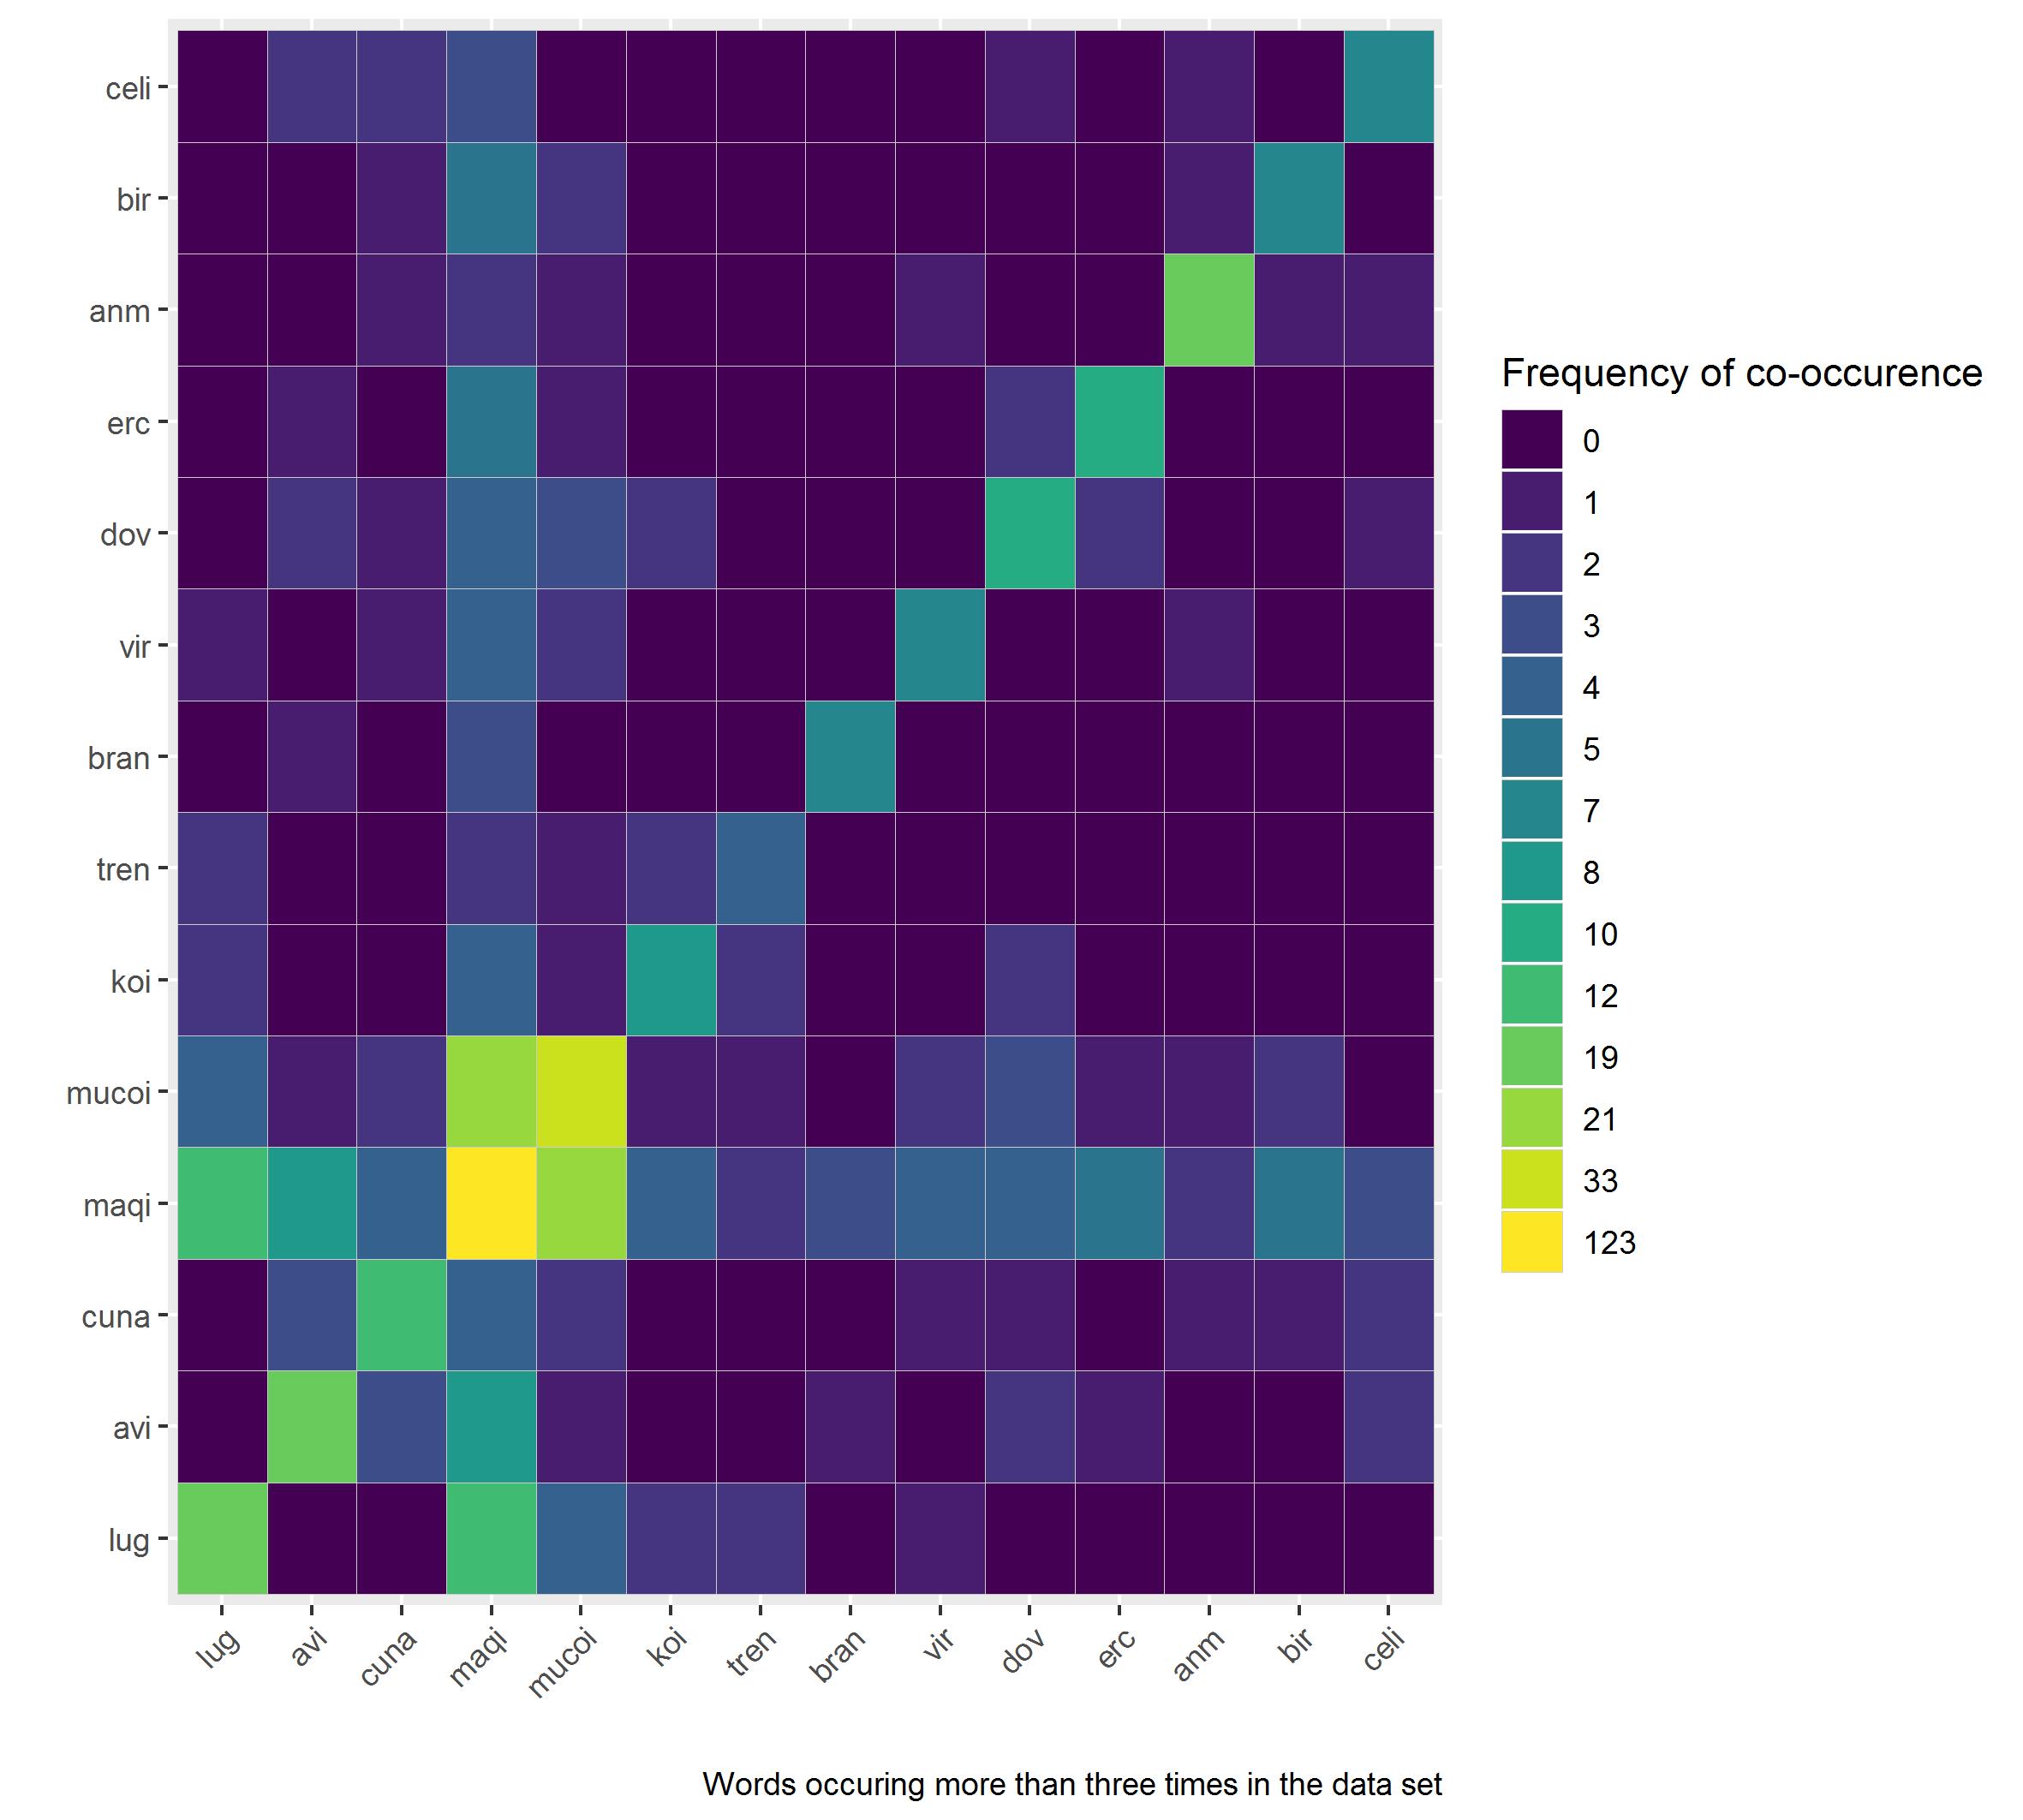 celi
bir
anm
erc
dov
vir
bran
tren
koi
mucoi
maqi
cuna
avi
lug
lug avi cuna maqi mucoi koi tren bran vir dov erc anm bir celi
Frequency of co-occurence
0
1
2
3
4
5
7
8
10
12
19
21
33
123
Words occuring more than three times in the data set